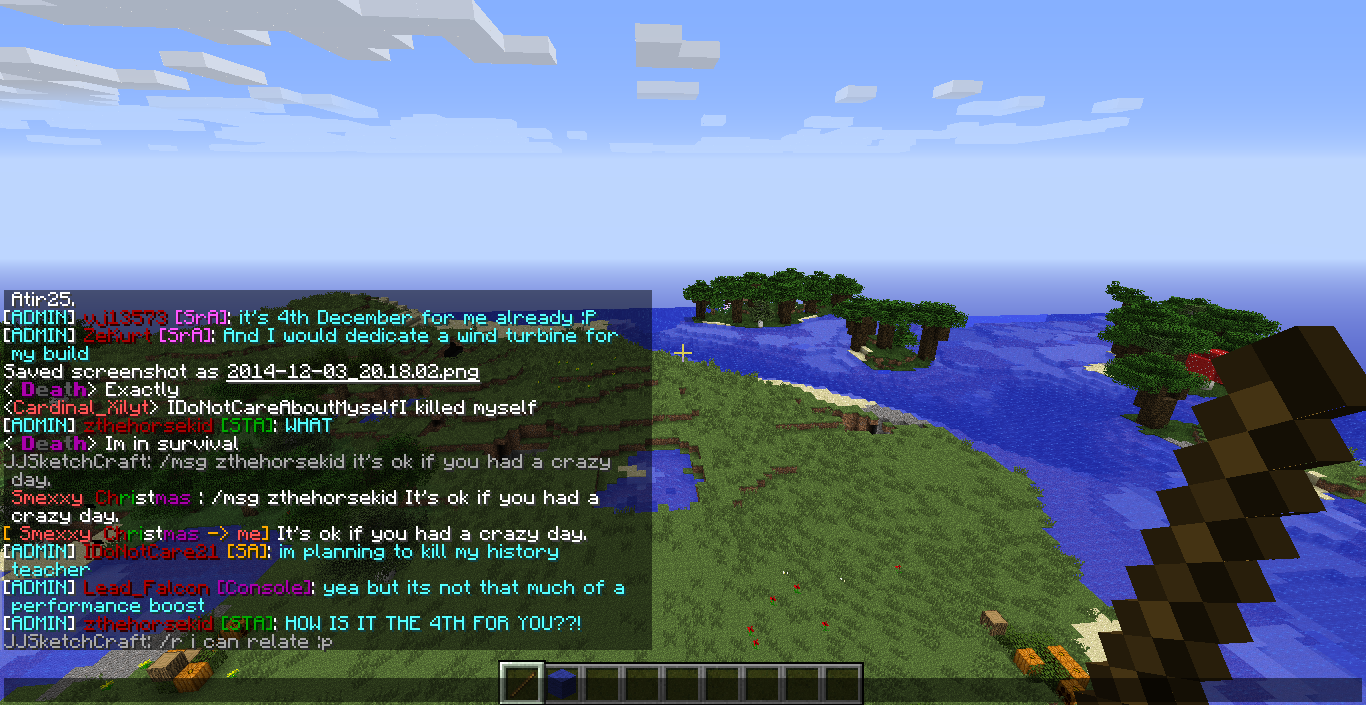 Atir25.
[ADMIN] vji3573 [SrA]: it's 4th December for me already :P
[ADMIN] ZeKurt [SrA]: And I would dedicate a wind turbine for
my build
Saved screenshot as 2014-12-03_20.18.02.png
< Death> Exactly
<Cardinal_Xilyt> IDoNotCareAboutMyselfI killed myself
[ADMIN] zthehorsekid [STA]: WHAT
< Death> Im in survival
JJSketchCraft: /msg zthehorsekid it's ok if you had a crazy
day.
Smexxy Christmas : /msg zthehorsekid It's ok if you had a
crazy day.
[ Smexxy Christmas -> me] It's ok if you had a crazy day.
[ADMIN] IDoNotCare21 [SA]: im planning to kill my history
teacher
[ADMIN] Lead_Falcon [Console]: yea but its not that much of a
performance boost
[ADMIN] zthehorsekid [STA]: HOW IS IT THE 4TH FOR YOU??!
JJSketchCraft: /r i can relate :p